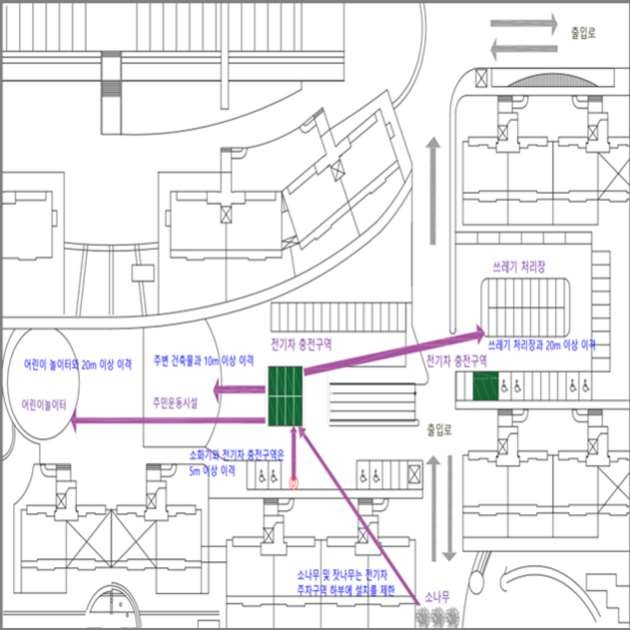 출입로
쓰레기 처리장
전기차 충전구역
쓰레기 처리장과 20m 이상 이격
주변 건축물과 10m 이상 이격
전기차 충전구역
어린이 놀이터와 20m 이상 이격
어린이놀이터
주민운동시설
출입로
소화기와 전기차 충전구역은
5m 이상 이격
소나무 및 잣나무는 전기차
주차구역 하부에 설치를 제한
소나무